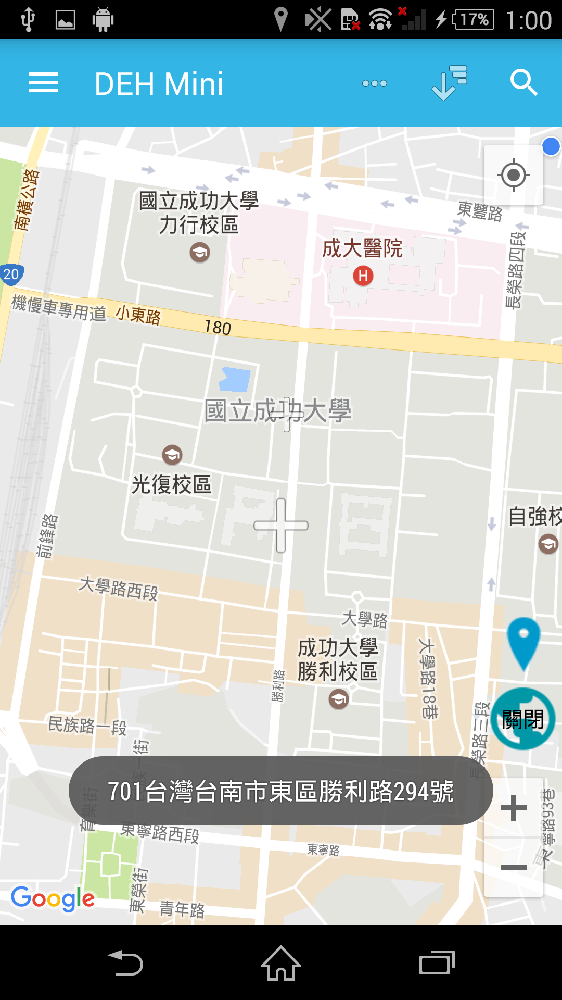 17%
1:00
DEH Mini
南橫公路
國立成功大學
力行校區
東豐路
成大醫院
H
長榮路四段
20
機慢車專用道
小東路
180
國立成功大學
光復校區
自強校
前鋒路
大學路西段
大學路
成功大學
勝利校區
大學路18巷
勝利路
關閉
民族路一段
長榮路三段
701台灣台南市東區勝利路294號
育樂街
東寧路西段
東寧路
東寧路93巷
東榮街
青年路
Google